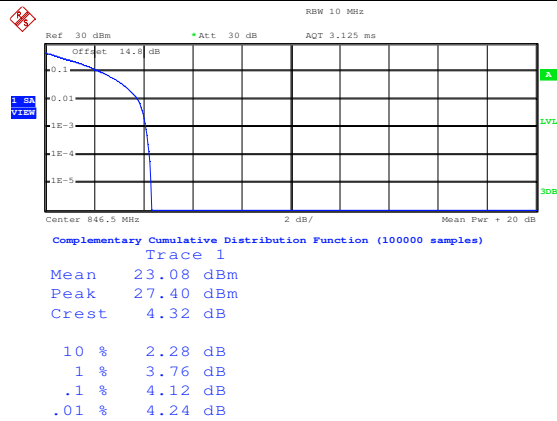 RBW 10 MHz
Ref 30 dBm *Att 30 dB AQT 3.125 ms
Offset 14.8 dB
0.1
A
0.01
1 SA
VIEW
1E-3
LVL
1E-4
1E-5
3DB
Center 846.5 MHz 2 dB/ Mean Pwr + 20 dB
Complementary Cumulative Distribution Function (100000 samples)
Trace 1
Mean 23.08 dBm
Peak 27.40 dBm
Crest 4.32 dB
10 % 2.28 dB
1 % 3.76 dB
.1 % 4.12 dB
.01 % 4.24 dB